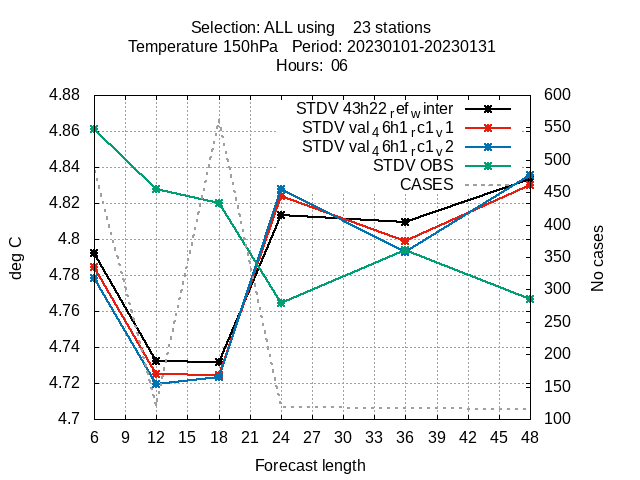 Selection: ALL using    23 stations
Temperature 150hPa   Period: 20230101-20230131
Hours:  06
4.88
4.86
4.84
4.82
4.8
4.78
4.76
4.74
4.72
4.7
deg C
STDV 43h22refwinter
STDV val46h1rc1v1
STDV val46h1rc1v2
STDV OBS
CASES
600
550
500
450
400
350
300
250
200
150
100
No cases
6 9 12 15 18 21 24 27 30 33 36 39 42 45 48
Forecast length